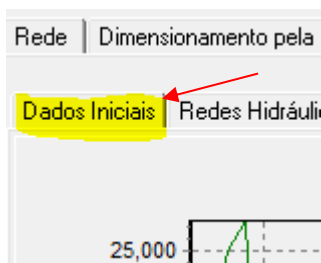 Rede Dimensionamento pela
Dados Iniciais Redes Hidráuli
25,000